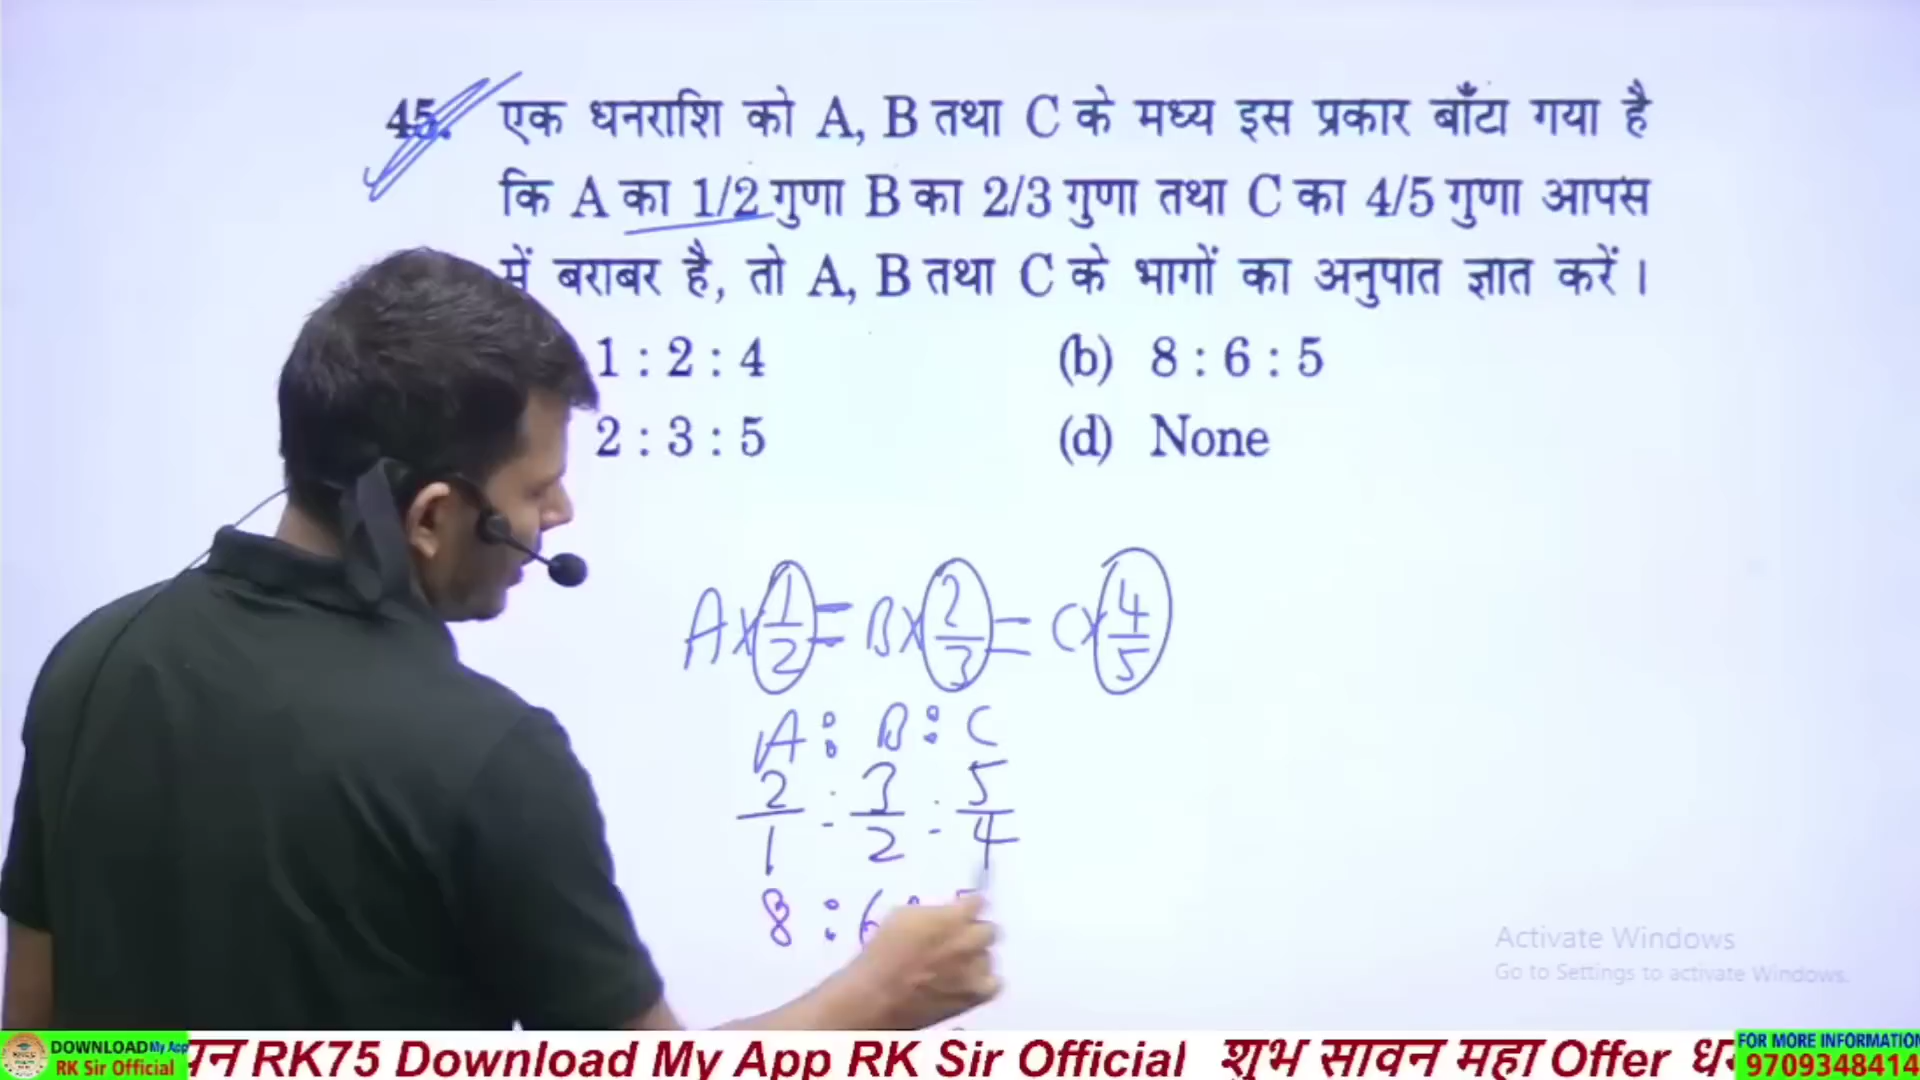 45. एक धनराशि को A, B तथा C के मध्य इस प्रकार बाँटा गया है
कि A का 1/2 गुणा B का 2/3 गुणा तथा C का 4/5 गुणा आपस
में बराबर है, तो A, B तथा C के भागों का अनुपात ज्ञात करें ।
1 : 2 : 4 (b) 8 : 6 : 5
2 : 3 : 5 (d) None
A × 1/2 = B × 2/3 = C × 4/5
A : B : C
2/1 : 3/2 : 5/4
8 : 6 :
Activate Windows
Go to Settings to activate Windows.
DOWNLOAD My App
RK Sir Official
RK75 Download My App RK Sir Official शुभ सावन महा Offer
FOR MORE INFORMATION
9709348414